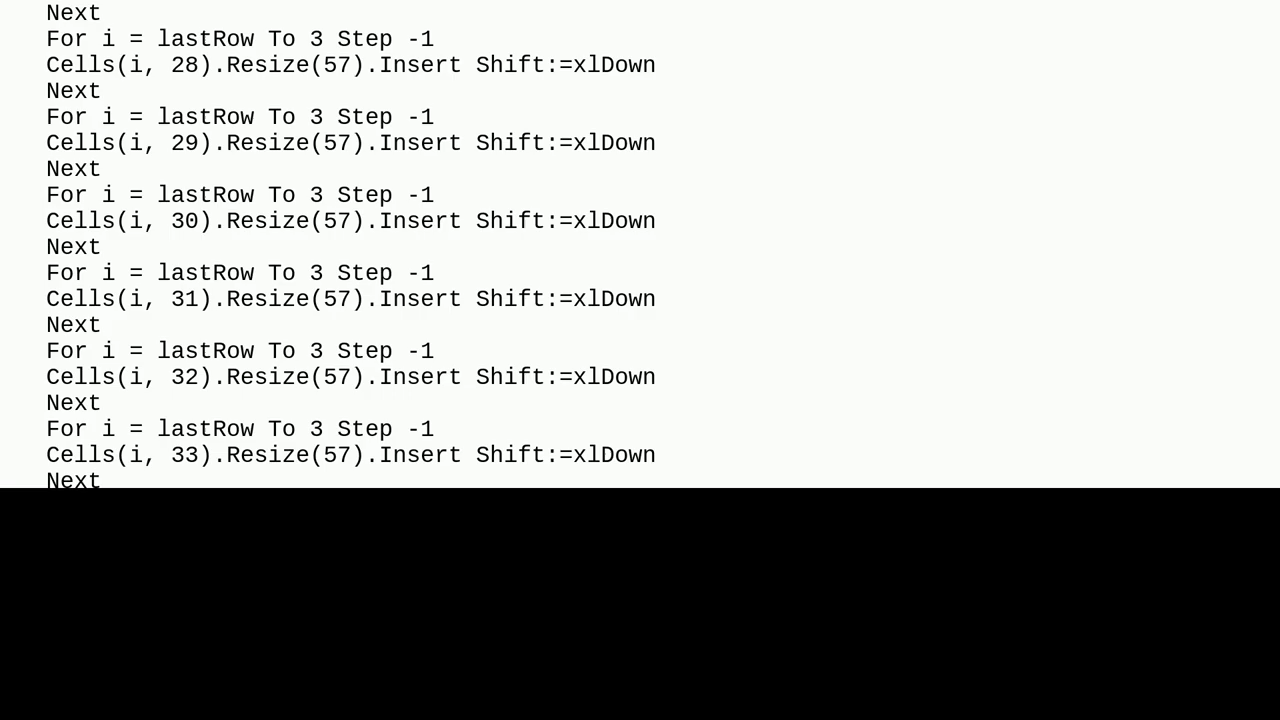 Next
For i = lastRow To 3 Step -1
Cells(i, 28).Resize(57).Insert Shift:=xlDown
Next
For i = lastRow To 3 Step -1
Cells(i, 29).Resize(57).Insert Shift:=xlDown
Next
For i = lastRow To 3 Step -1
Cells(i, 30).Resize(57).Insert Shift:=xlDown
Next
For i = lastRow To 3 Step -1
Cells(i, 31).Resize(57).Insert Shift:=xlDown
Next
For i = lastRow To 3 Step -1
Cells(i, 32).Resize(57).Insert Shift:=xlDown
Next
For i = lastRow To 3 Step -1
Cells(i, 33).Resize(57).Insert Shift:=xlDown
Next